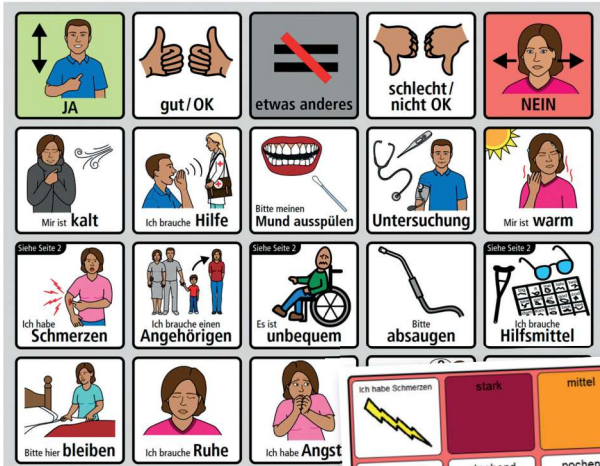 JA
gut/OK
etwas anderes
schlecht/
nicht OK
NEIN
Mir ist kalt
Ich brauche Hilfe
Bitte meinen
Mund ausspülen
Untersuchung
Mir ist warm
Siehe Seite 2
Ich habe
Schmerzen
Ich brauche einen
Angehörigen
Siehe Seite 2
Es ist
unbequem
Bitte
absaugen
Siehe Seite 2
Ich brauche
Hilfsmittel
Bitte hier bleiben
Ich brauche Ruhe
Ich habe Angst
Ich habe Schmerzen
stark
mittel